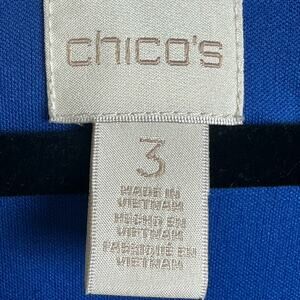 chico's
3
MADE IN
VIETNAM
HECHO EN
VIETNAM
FABRIQUÉ EN
VIETNAM